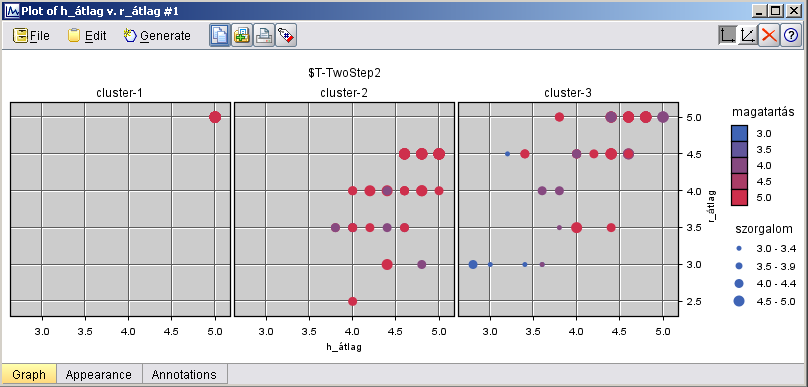 Plot of h_átlag v. r_átlag #1
File Edit Generate
$T-TwoStep2
cluster-1 cluster-2 cluster-3
5.0
4.5
4.0
3.5
3.0
2.5
r_átlag
3.0 3.5 4.0 4.5 5.0 3.0 3.5 4.0 4.5 5.0 3.0 3.5 4.0 4.5 5.0
h_átlag
magatartás
3.0
3.5
4.0
4.5
5.0
szorgalom
3.0 - 3.4
3.5 - 3.9
4.0 - 4.4
4.5 - 5.0
Graph Appearance Annotations